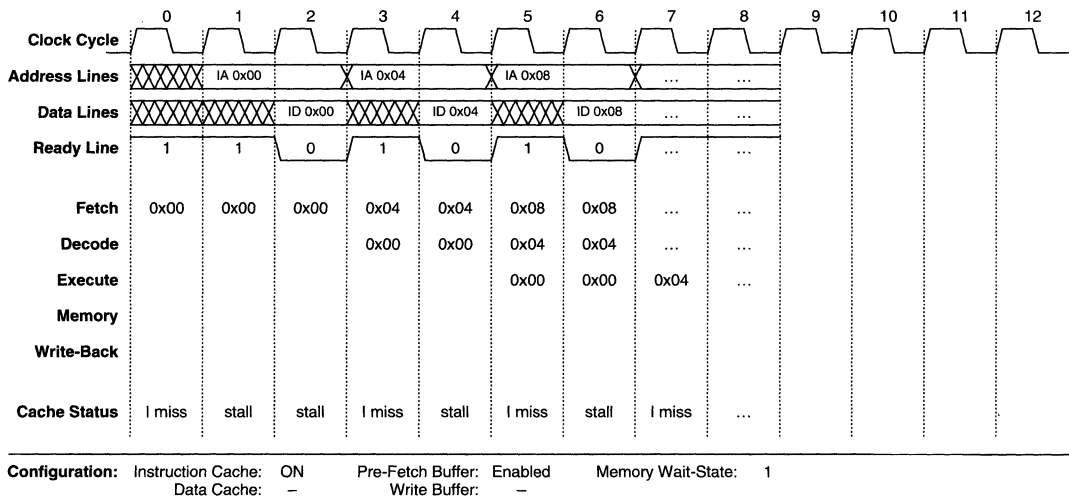 0 1 2 3 4 5 6 7 8 9 10 11 12
Clock Cycle
Address Lines IA 0x00 IA 0x04 IA 0x08 ... ...
Data Lines ID 0x00 ID 0x04 ID 0x08 ... ...
Ready Line 1 1 0 1 0 1 0 ... ...
Fetch 0x00 0x00 0x00 0x04 0x04 0x08 0x08 ... ...
Decode 0x00 0x00 0x04 0x04 ... ...
Execute 0x00 0x00 0x04 ...
Memory
Write-Back
Cache Status I miss stall stall I miss stall I miss stall I miss ...
Configuration: Instruction Cache: ON Pre-Fetch Buffer: Enabled Memory Wait-State: 1
Data Cache: – Write Buffer: –